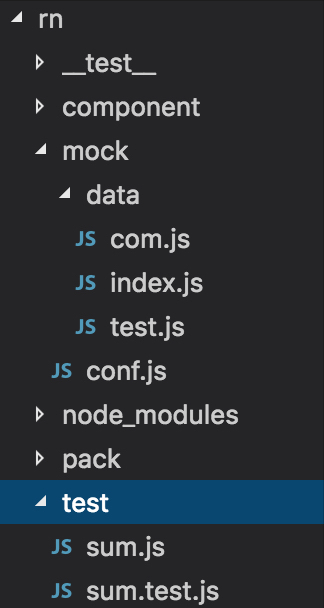 rn
__test__
component
mock
data
JS com.js
JS index.js
JS test.js
JS conf.js
node_modules
pack
test
JS sum.js
JS sum.test.js